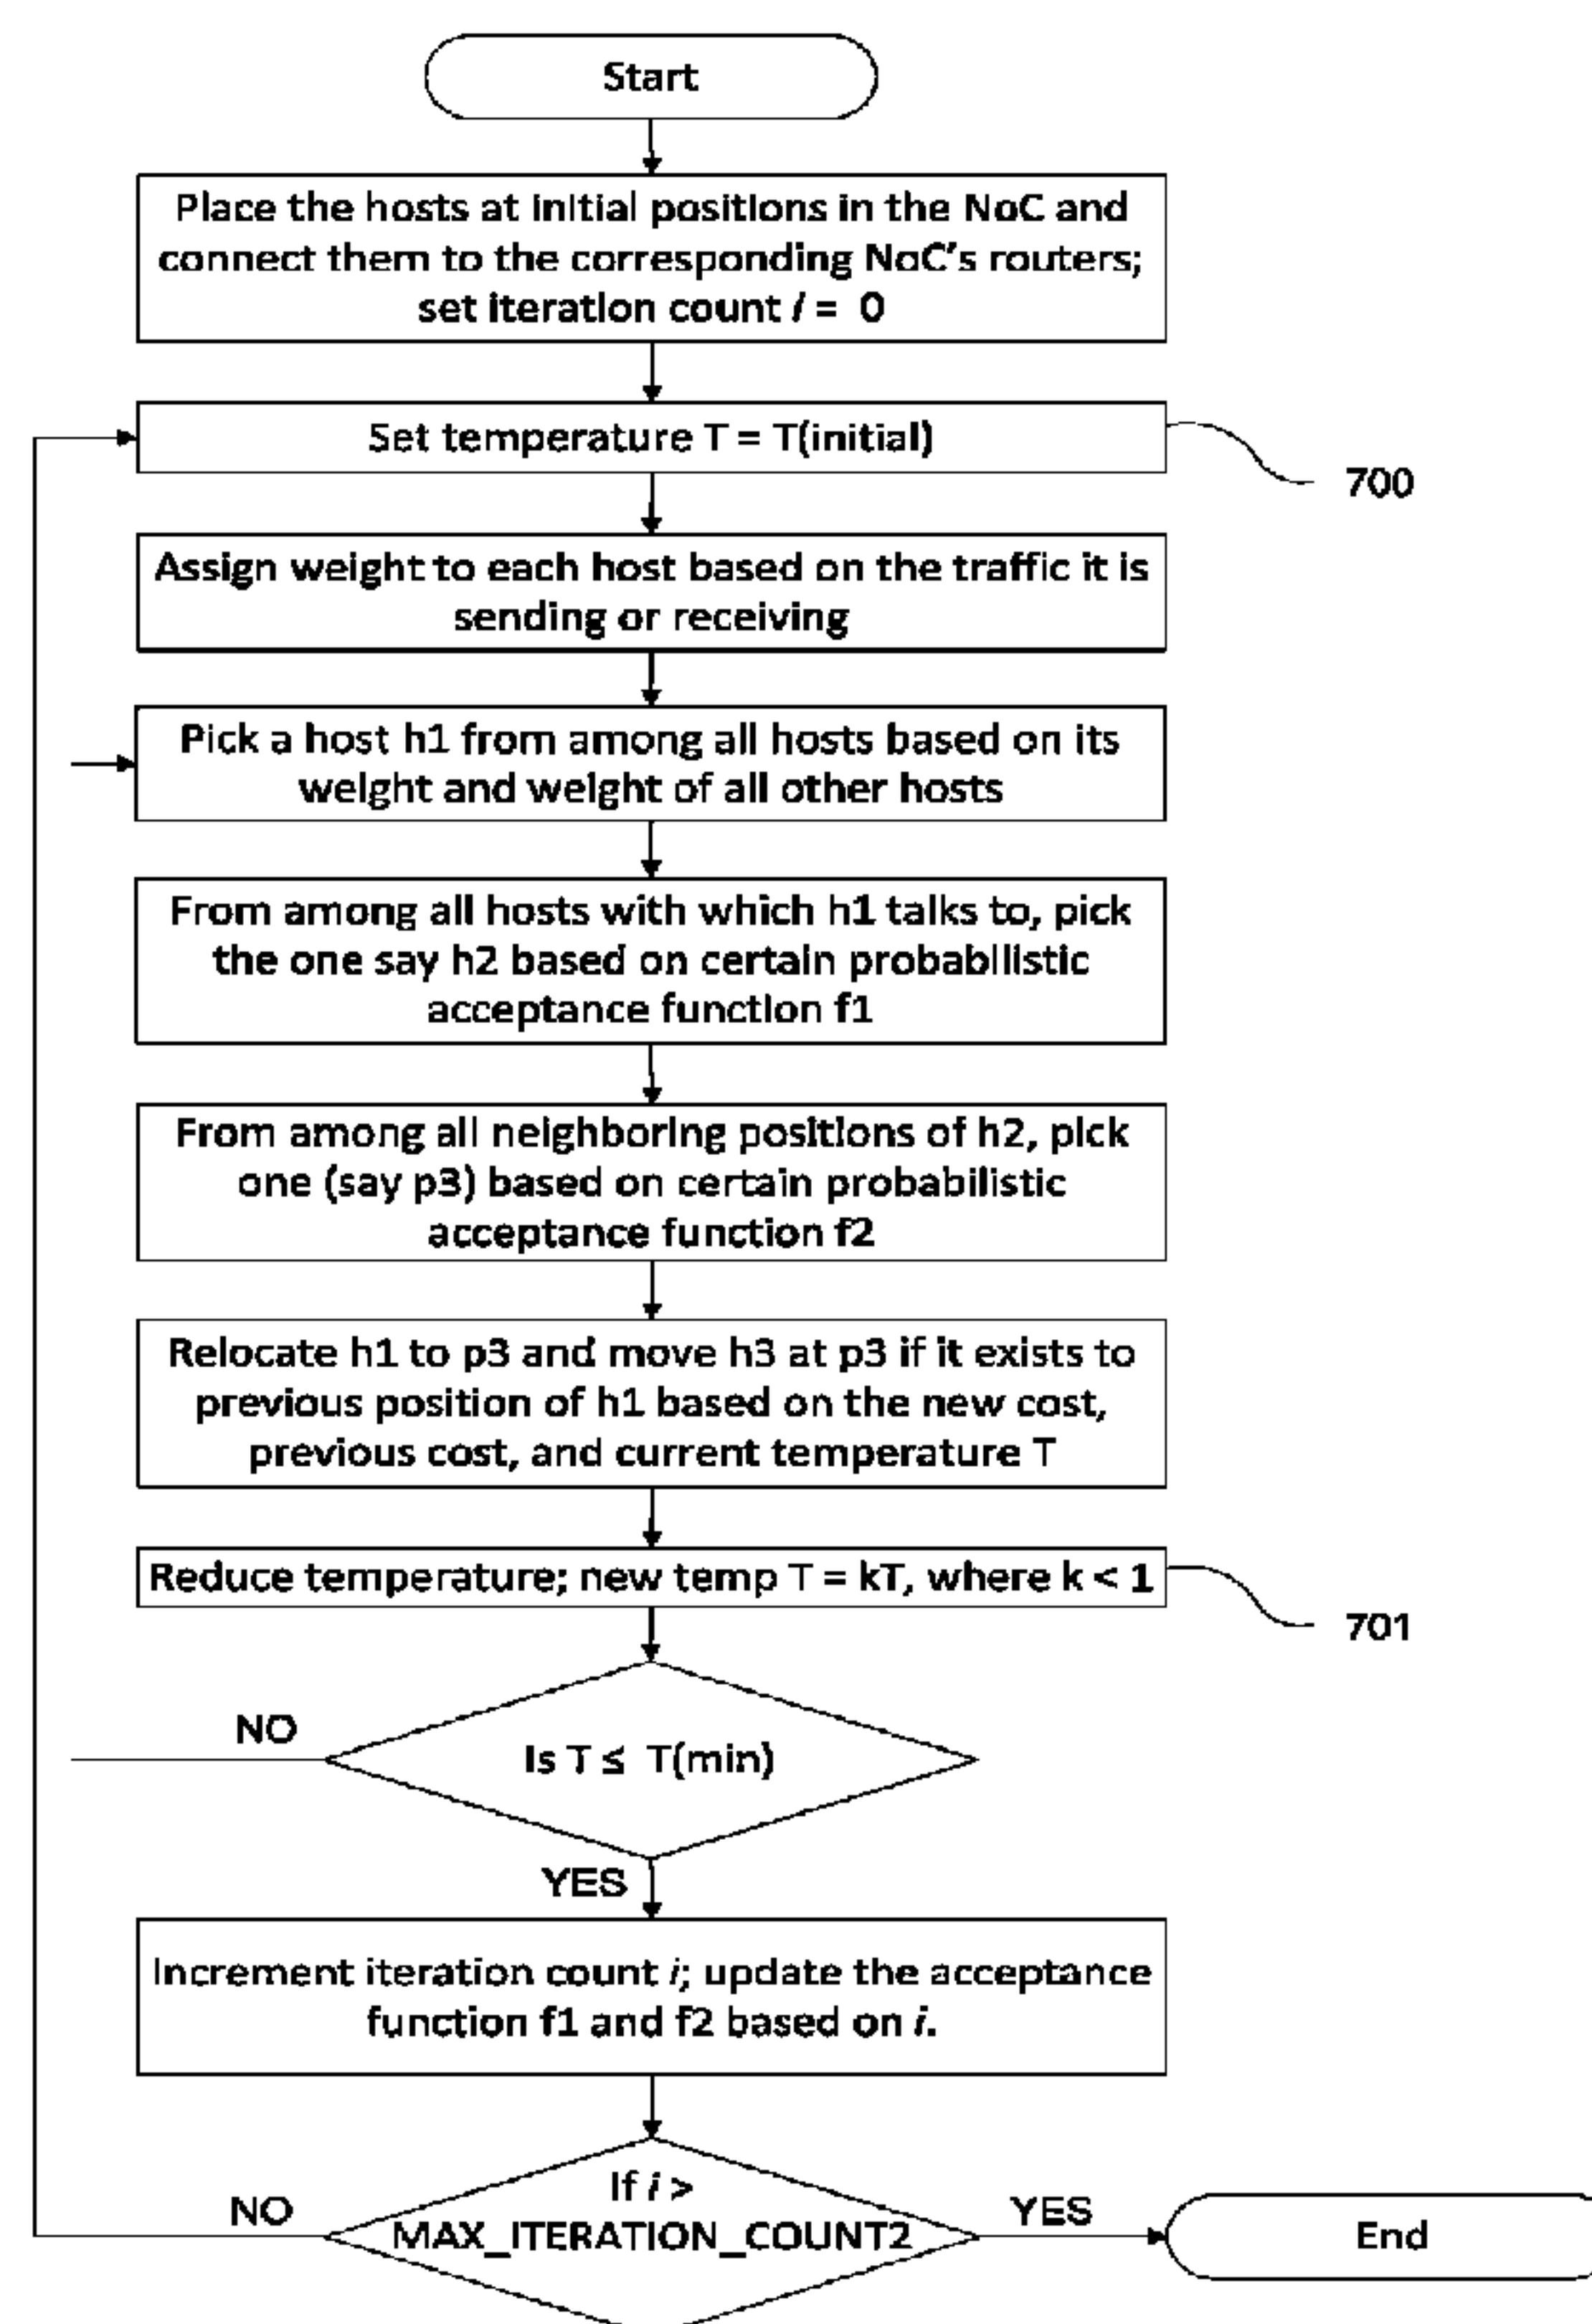 Start
Place the hosts at initial positions in the NoC and
connect them to the corresponding NoC's routers;
set iteration count i = 0
Set temperature T = T(initial)
700
Assign weight to each host based on the traffic it is
sending or receiving
Pick a host h1 from among all hosts based on its
weight and weight of all other hosts
From among all hosts with which h1 talks to, pick
the one say h2 based on certain probabilistic
acceptance function f1
From among all neighboring positions of h2, pick
one (say p3) based on certain probabilistic
acceptance function f2
Relocate h1 to p3 and move h3 at p3 if it exists to
previous position of h1 based on the new cost,
previous cost, and current temperature T
Reduce temperature; new temp T = kT, where k < 1
701
NO
Is T ≤ T(min)
YES
Increment iteration count i; update the acceptance
function f1 and f2 based on i.
If i >
NO
YES
MAX_ITERATION_COUNT2
End